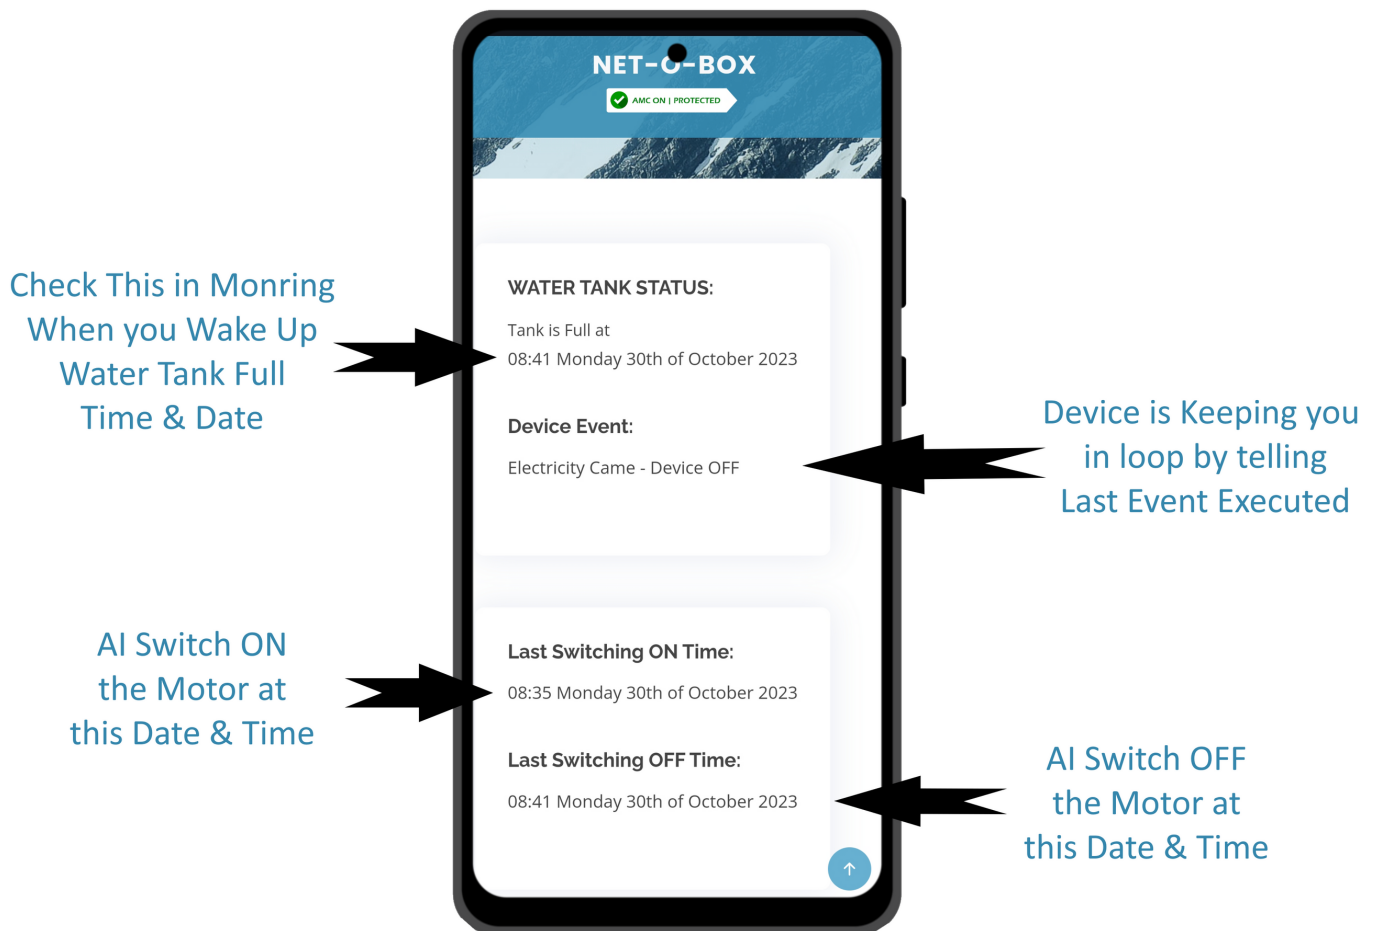 NET-O-BOX
AMC ON | PROTECTED
Check This in Monring
When you Wake Up
Water Tank Full
Time & Date
WATER TANK STATUS:
Tank is Full at
08:41 Monday 30th of October 2023
Device Event:
Electricity Came - Device OFF
Device is Keeping you
in loop by telling
Last Event Executed
AI Switch ON
the Motor at
this Date & Time
Last Switching ON Time:
08:35 Monday 30th of October 2023
Last Switching OFF Time:
08:41 Monday 30th of October 2023
AI Switch OFF
the Motor at
this Date & Time